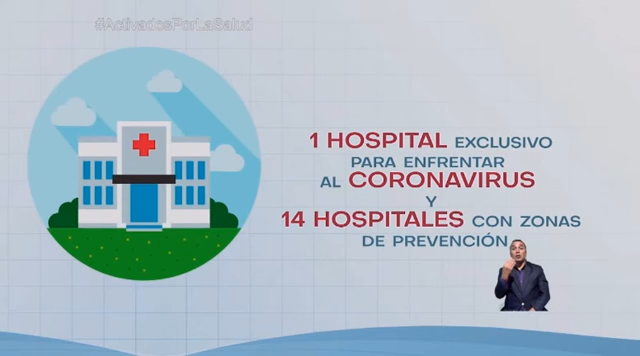 #ActivadosPorLaSalud
1 HOSPITAL EXCLUSIVO
PARA ENFRENTAR
AL CORONAVIRUS
Y
14 HOSPITALES CON ZONAS
DE PREVENCIÓN